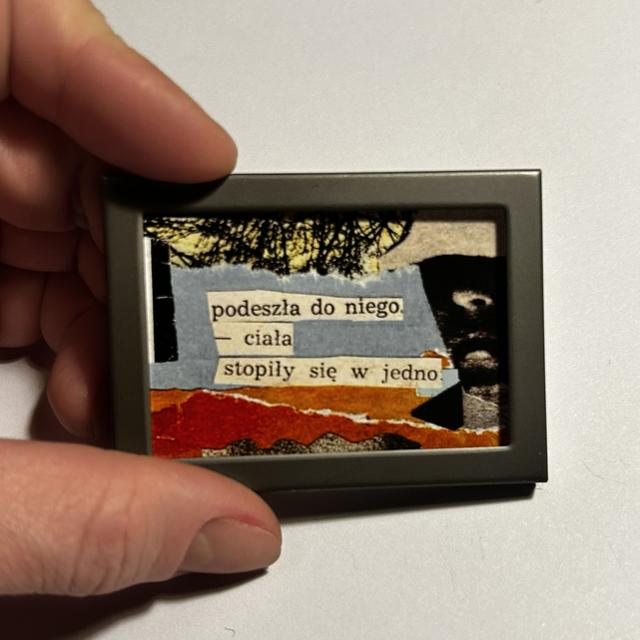 podeszła do niego.
— ciała
stopiły się w jedno.